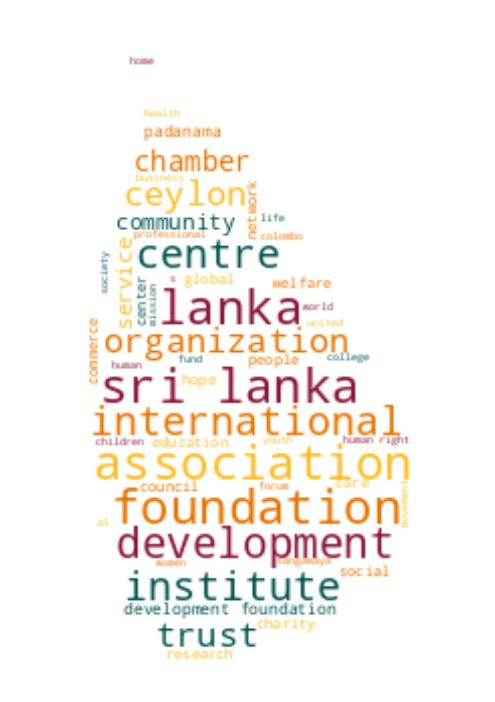 home
health
padanama
chamber
business
ceylon
network
community
life
professional
colombo
centre
society
service
s
global
center
mission
welfare
lanka
world
united
commerce
organization
fund
people
college
human
sri lanka
hope
international
children
education
youth
human right
association
council
forum
care
movement
foundation
al
development
women
sangamaya
social
institute
development foundation
charity
trust
research